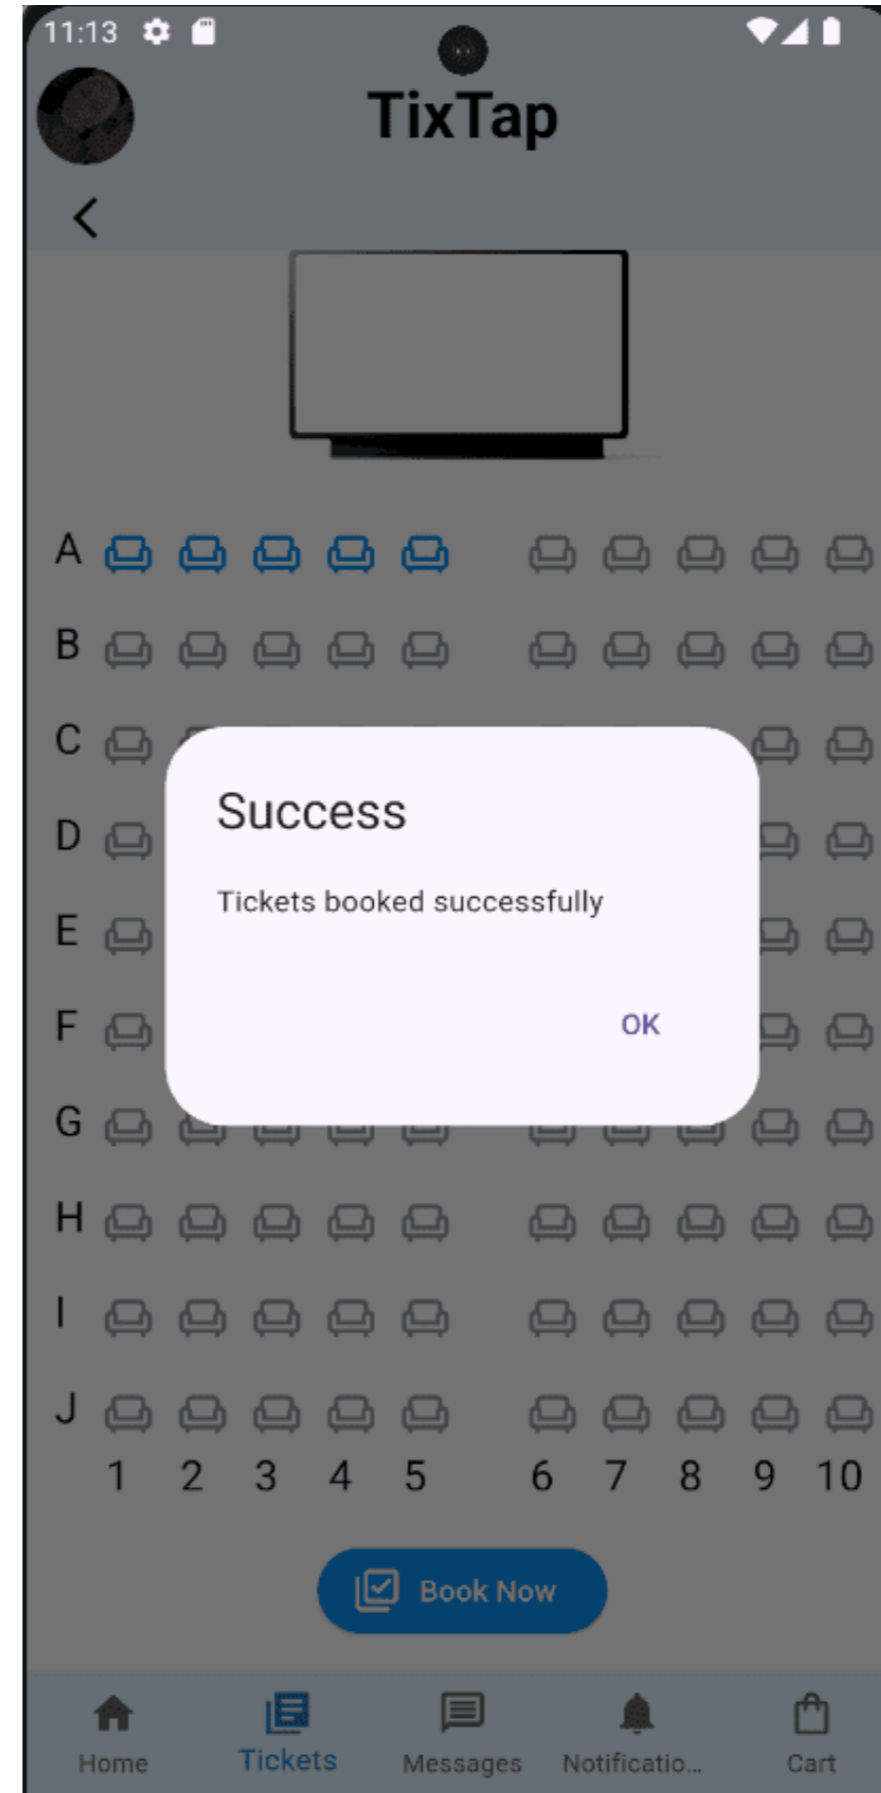 11:13
TixTap
A
B
C
D
Success
Tickets booked successfully
E
F
OK
G
H
I
J
1 2 3 4 5 6 7 8 9 10
Book Now
Home Tickets Messages Notificatio... Cart